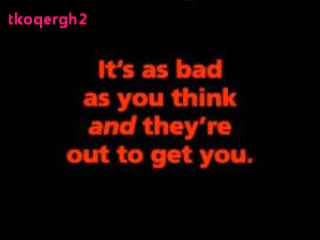 tkoqergh2
It's as bad
as you think
and they're
out to get you.